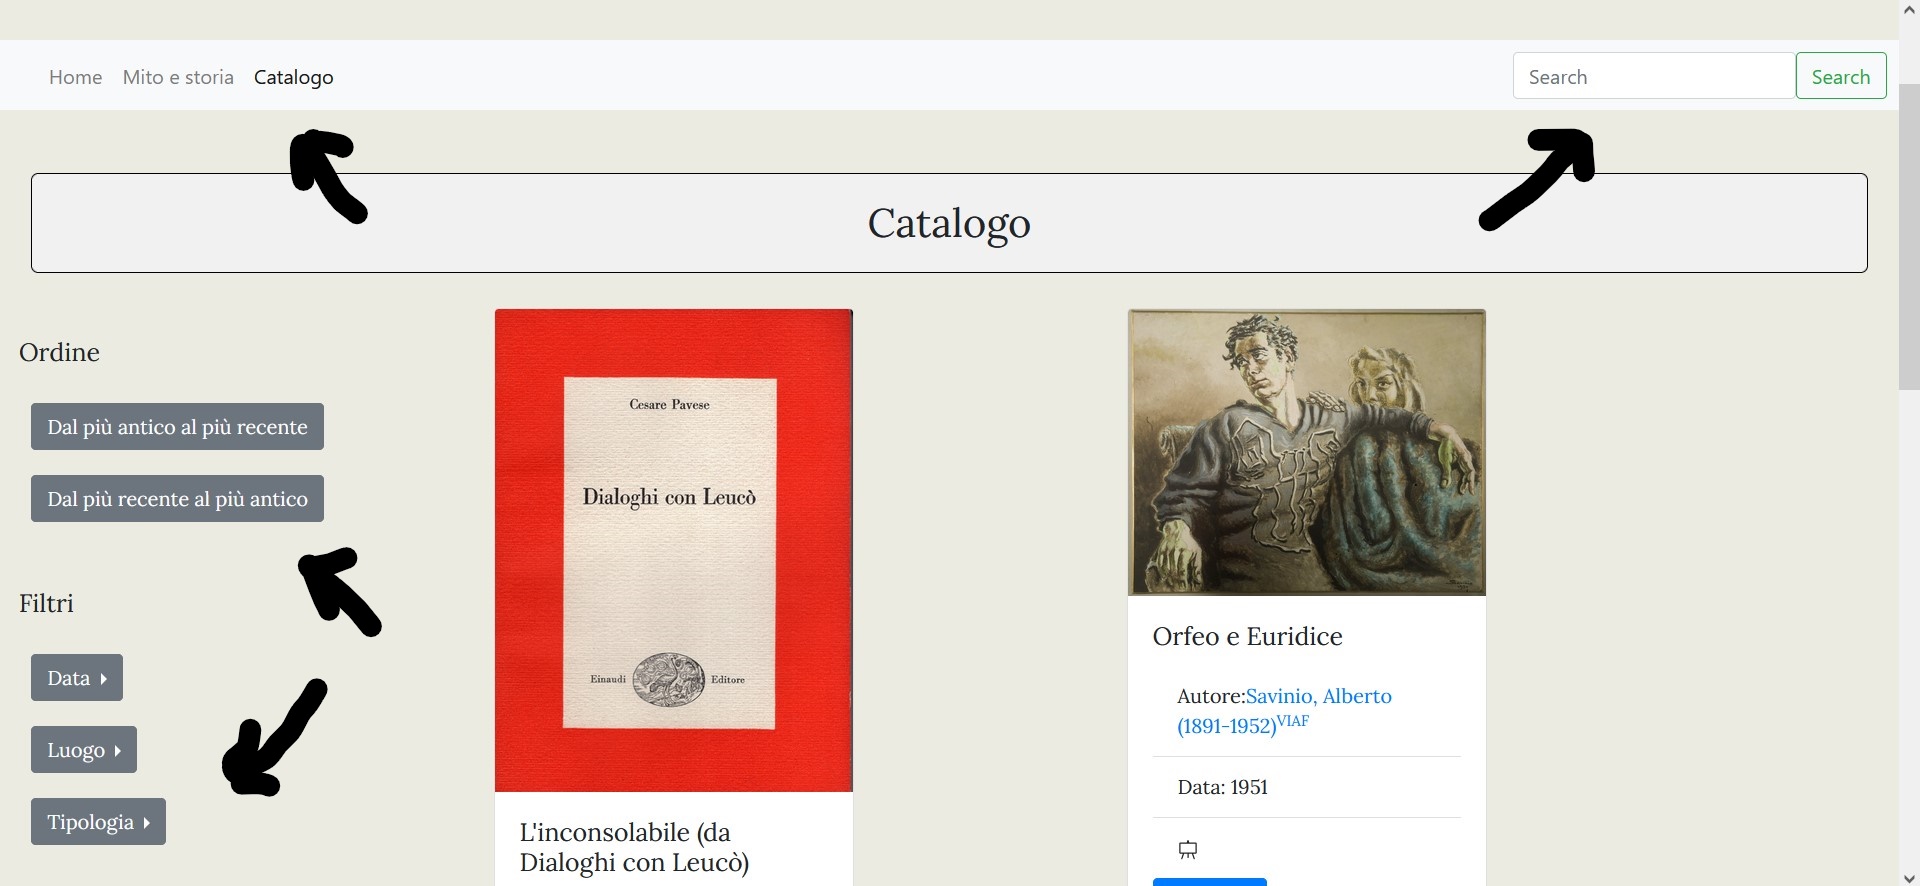 Home Mito e storia Catalogo
Search Search
Catalogo
Ordine
Dal più antico al più recente
Dal più recente al più antico
Filtri
Data
Luogo
Tipologia
Cesare Pavese
Dialoghi con Leucò
Einaudi Editore
L'inconsolabile (da
Dialoghi con Leucò)
Orfeo e Euridice
Autore:Savinio, Alberto
(1891-1952)VIAF
Data: 1951